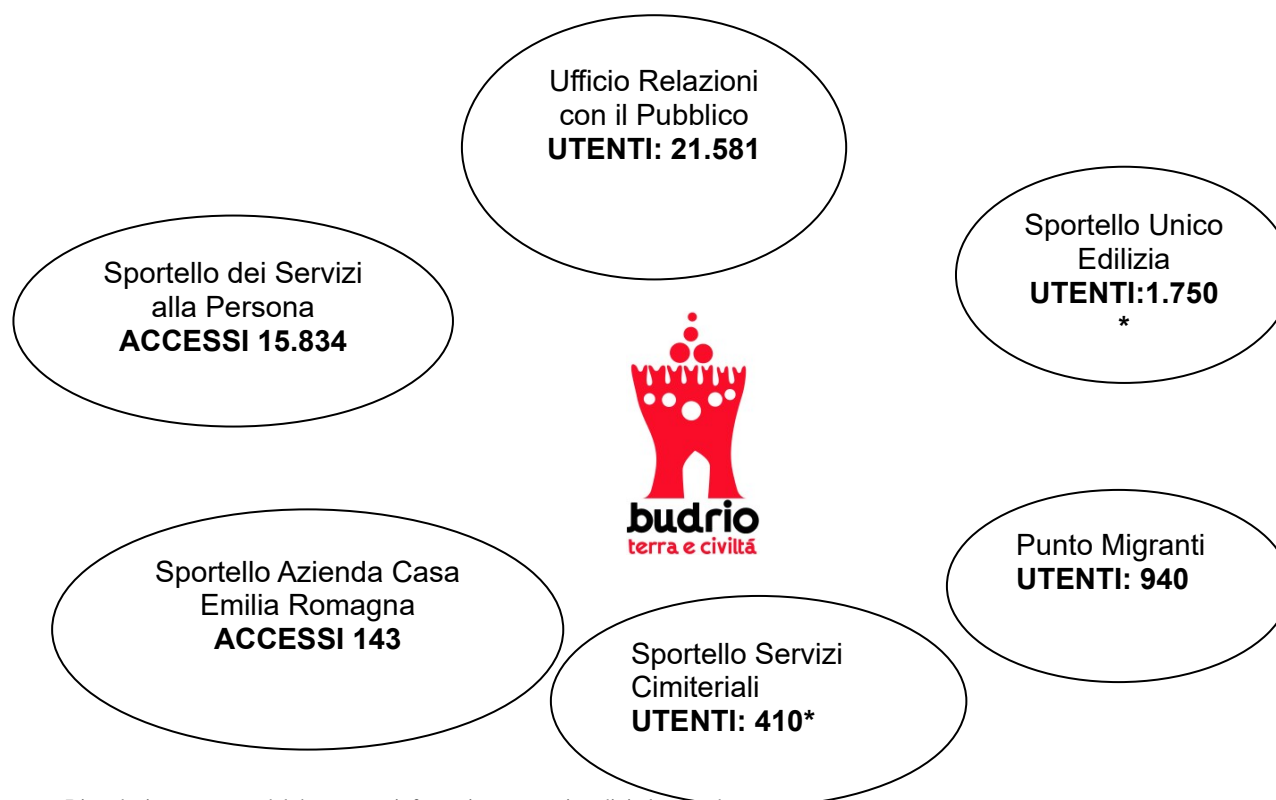 Ufficio Relazioni
con il Pubblico
UTENTI: 21.581
Sportello Unico
Edilizia
UTENTI:1.750
*
Sportello dei Servizi
alla Persona
ACCESSI 15.834
budrio
terra e civiltá
Punto Migranti
UTENTI: 940
Sportello Azienda Casa
Emilia Romagna
ACCESSI 143
Sportello Servizi
Cimiteriali
UTENTI: 410*